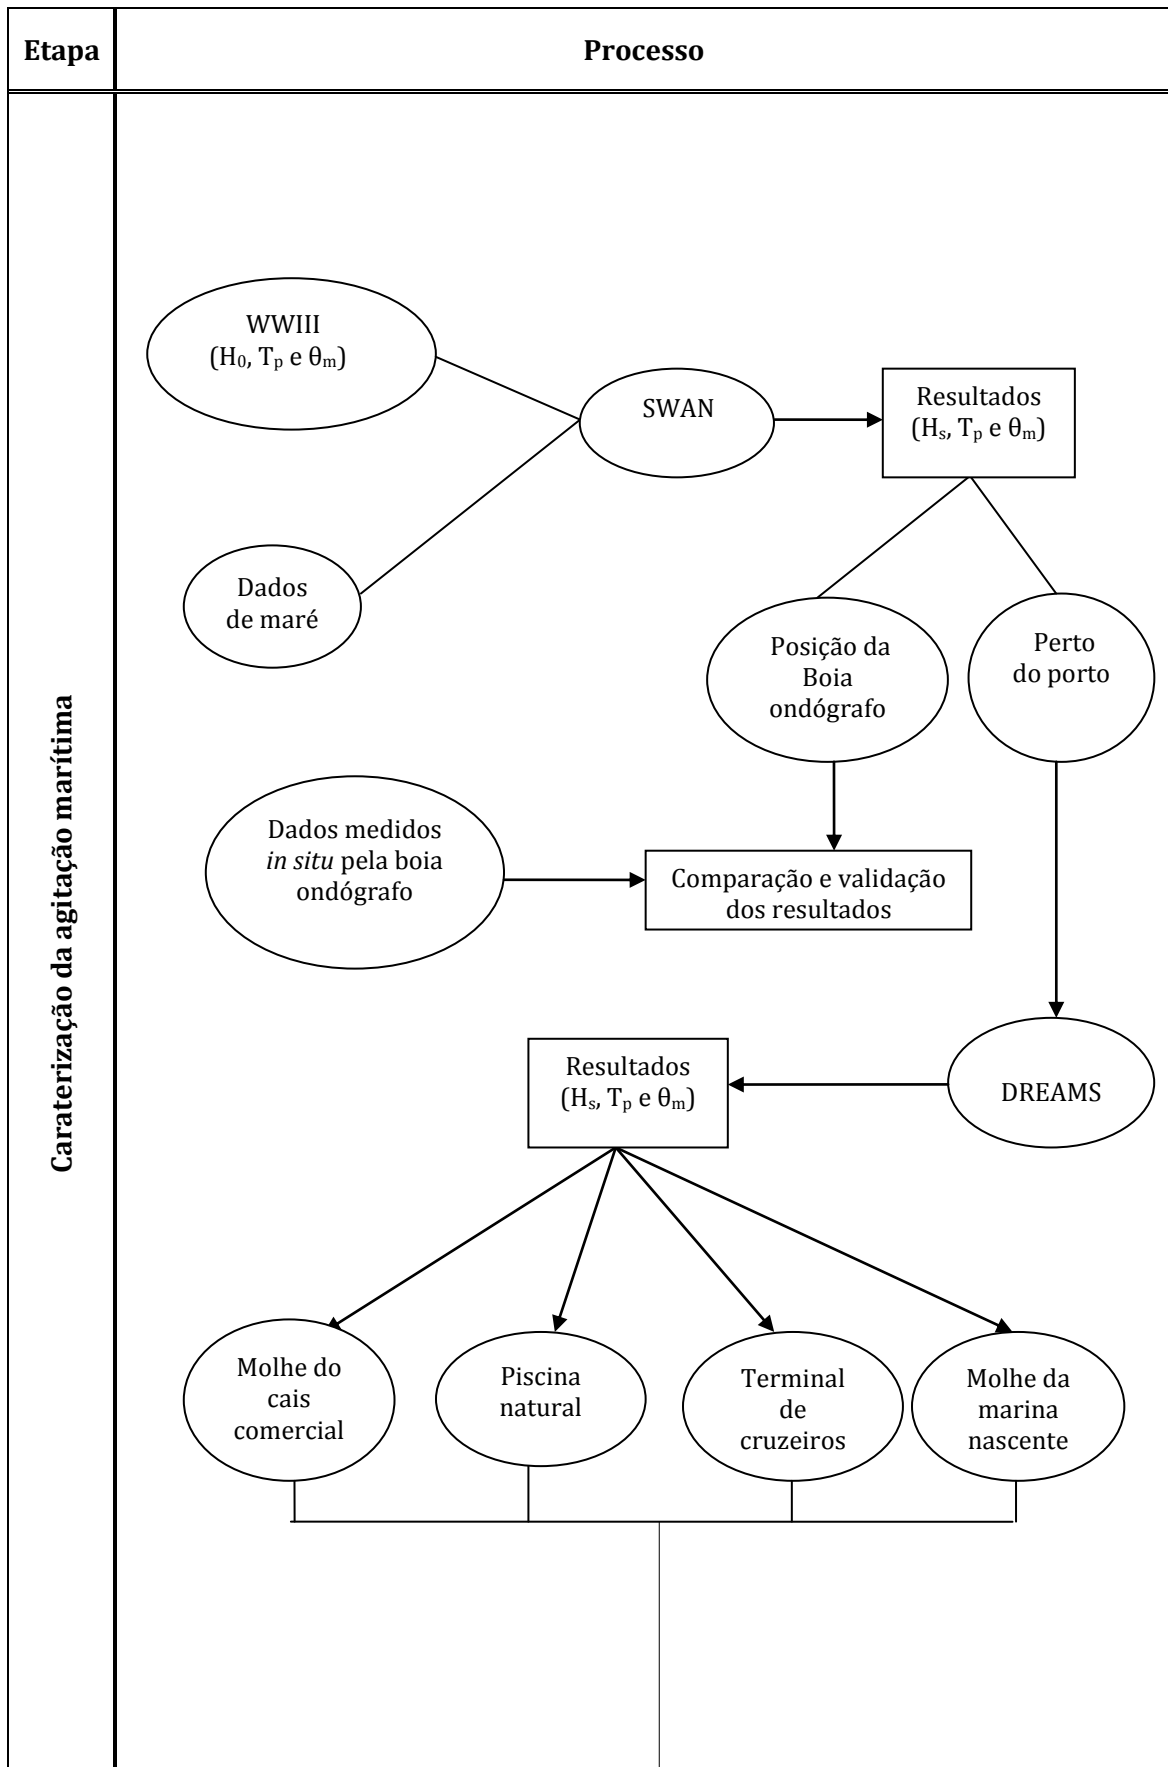 Etapa
Processo
Caraterização da agitação marítima
WWIII
(H₀, Tₚ e θₘ)
SWAN
Resultados
(Hₛ, Tₚ e θₘ)
Dados
de maré
Posição da
Boia
ondógrafo
Perto
do porto
Dados medidos
in situ pela boia
ondógrafo
Comparação e validação
dos resultados
Resultados
(Hₛ, Tₚ e θₘ)
DREAMS
Molhe do
cais
comercial
Piscina
natural
Terminal
de
cruzeiros
Molhe da
marina
nascente